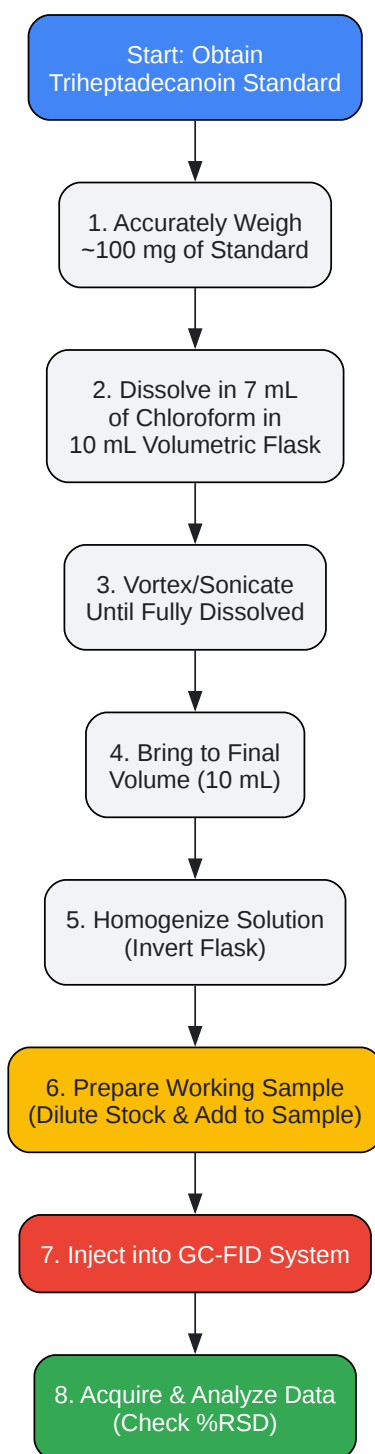 Start: Obtain
Triheptadecanoin Standard
1. Accurately Weigh
~100 mg of Standard
2. Dissolve in 7 mL
of Chloroform in
10 mL Volumetric Flask
3. Vortex/Sonicate
Until Fully Dissolved
4. Bring to Final
Volume (10 mL)
5. Homogenize Solution
(Invert Flask)
6. Prepare Working Sample
(Dilute Stock & Add to Sample)
7. Inject into GC-FID System
8. Acquire & Analyze Data
(Check %RSD)